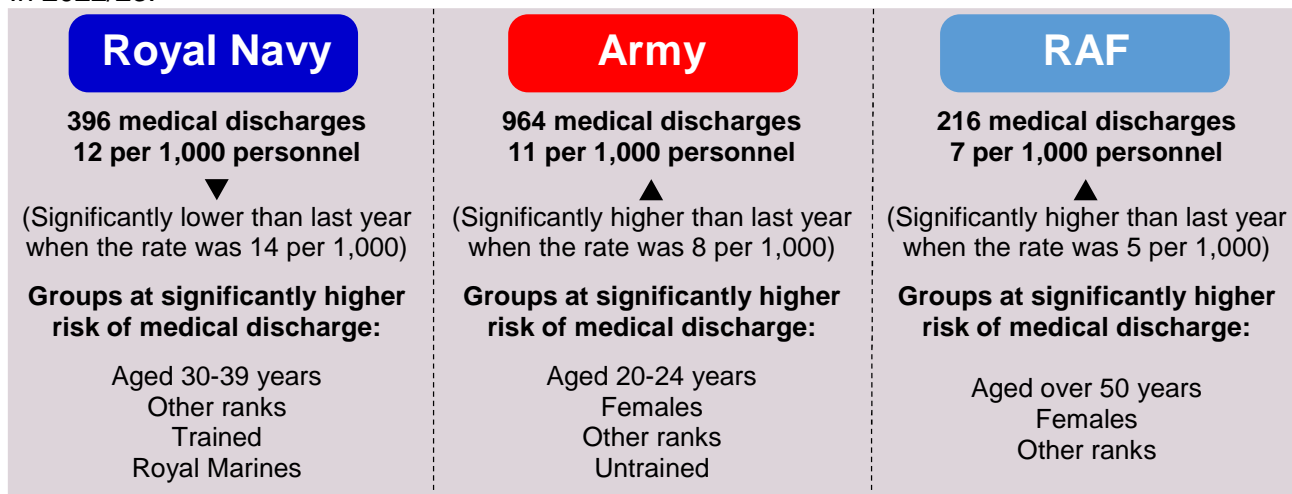 Royal Navy
396 medical discharges
12 per 1,000 personnel
▼
(Significantly lower than last year
when the rate was 14 per 1,000)
Groups at significantly higher
risk of medical discharge:
Aged 30-39 years
Other ranks
Trained
Royal Marines
Army
964 medical discharges
11 per 1,000 personnel
▲
(Significantly higher than last year
when the rate was 8 per 1,000)
Groups at significantly higher
risk of medical discharge:
Aged 20-24 years
Females
Other ranks
Untrained
RAF
216 medical discharges
7 per 1,000 personnel
▲
(Significantly higher than last year
when the rate was 5 per 1,000)
Groups at significantly higher
risk of medical discharge:
Aged over 50 years
Females
Other ranks